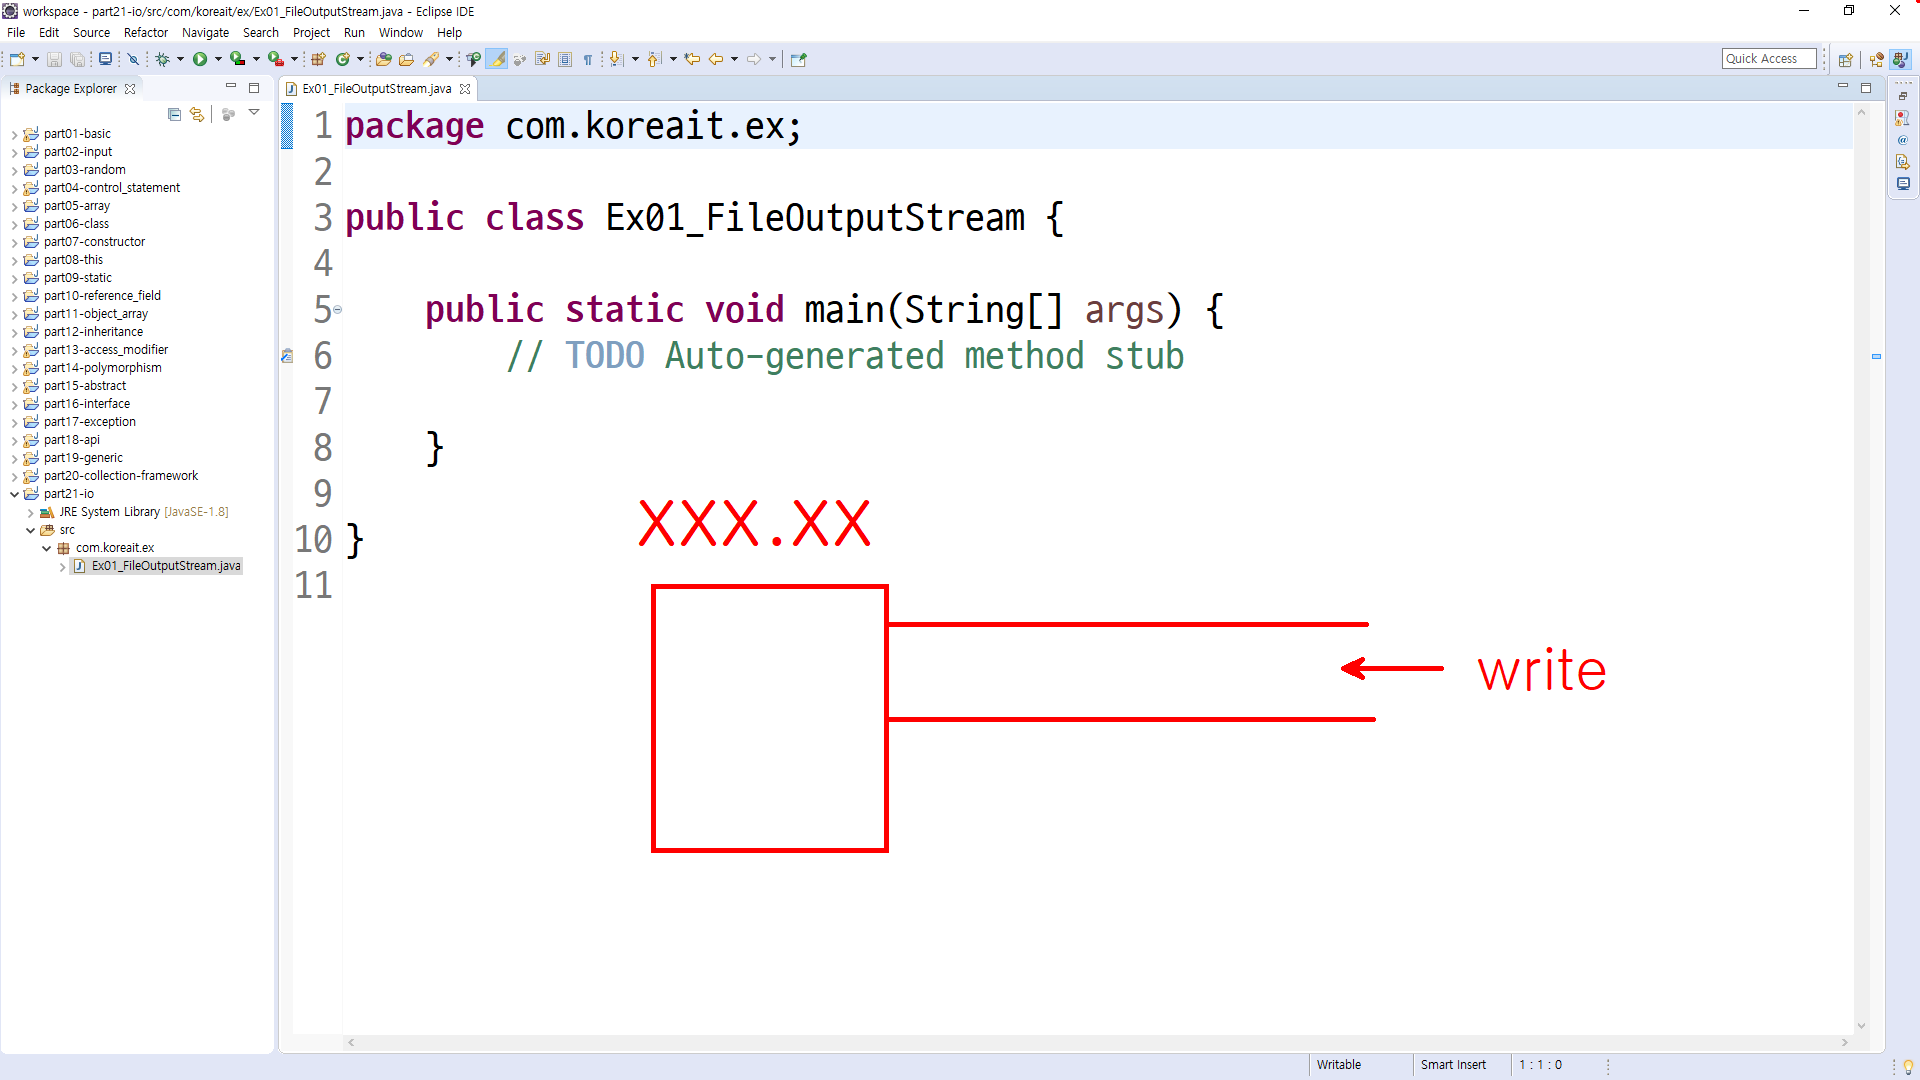 workspace - part21-io/src/com/koreait/ex/Ex01_FileOutputStream.java - Eclipse IDE
File Edit Source Refactor Navigate Search Project Run Window Help
Quick Access
Package Explorer
Ex01_FileOutputStream.java
part01-basic
part02-input
part03-random
part04-control_statement
part05-array
part06-class
part07-constructor
part08-this
part09-static
part10-reference_field
part11-object_array
part12-inheritance
part13-access_modifier
part14-polymorphism
part15-abstract
part16-interface
part17-exception
part18-api
part19-generic
part20-collection-framework
part21-io
JRE System Library [JavaSE-1.8]
src
com.koreait.ex
Ex01_FileOutputStream.java
1 package com.koreait.ex;
2
3 public class Ex01_FileOutputStream {
4
5 public static void main(String[] args) {
6 // TODO Auto-generated method stub
7
8 }
9
10 }
11
XXX.XX
write
Writable
Smart Insert
1 : 1 : 0